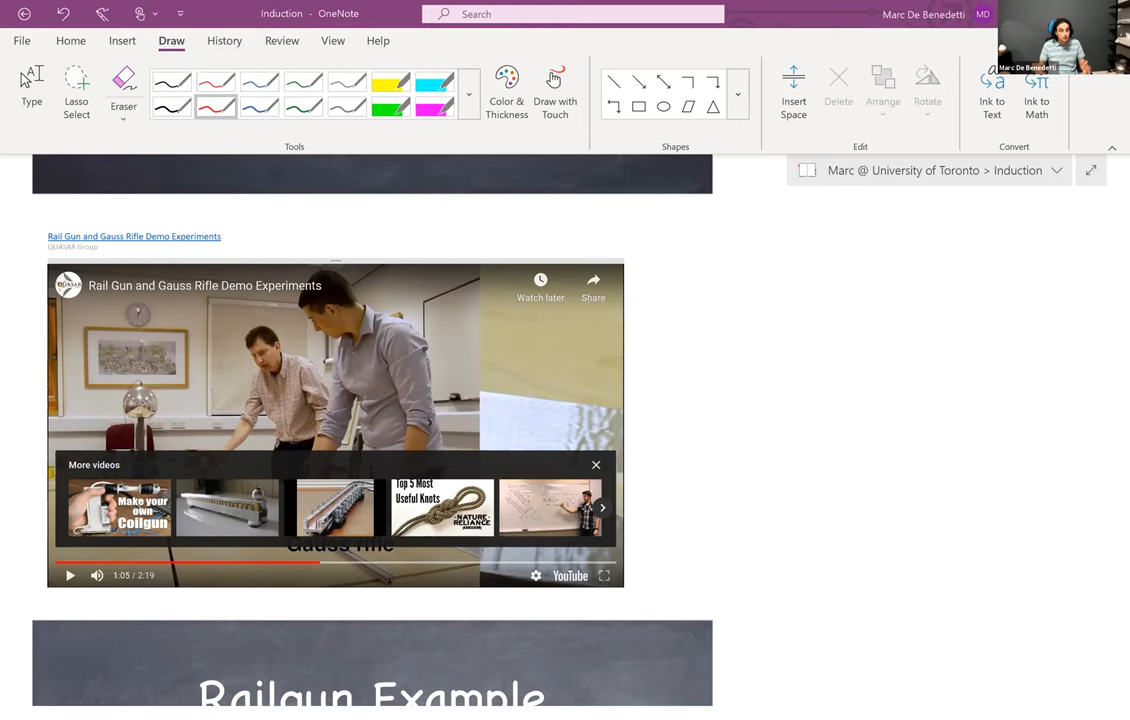 Induction - OneNote
Search
Marc De Benedetti
MD
Marc De Benedetti
File
Home
Insert
Draw
History
Review
View
Help
Type
Lasso Select
Eraser
Color & Thickness
Draw with Touch
Insert Space
Delete
Arrange
Rotate
Ink to Text
Ink to Math
Tools
Shapes
Edit
Convert
Marc @ University of Toronto > Induction
Rail Gun and Gauss Rifle Demo Experiments
QUASAR Group
QUASAR
Rail Gun and Gauss Rifle Demo Experiments
Watch later
Share
More videos
Make your own Coilgun
Top 5 Most Useful Knots
NATURE RELIANCE
Gauss rifle
1:05 / 2:19
YouTube
Railgun Example